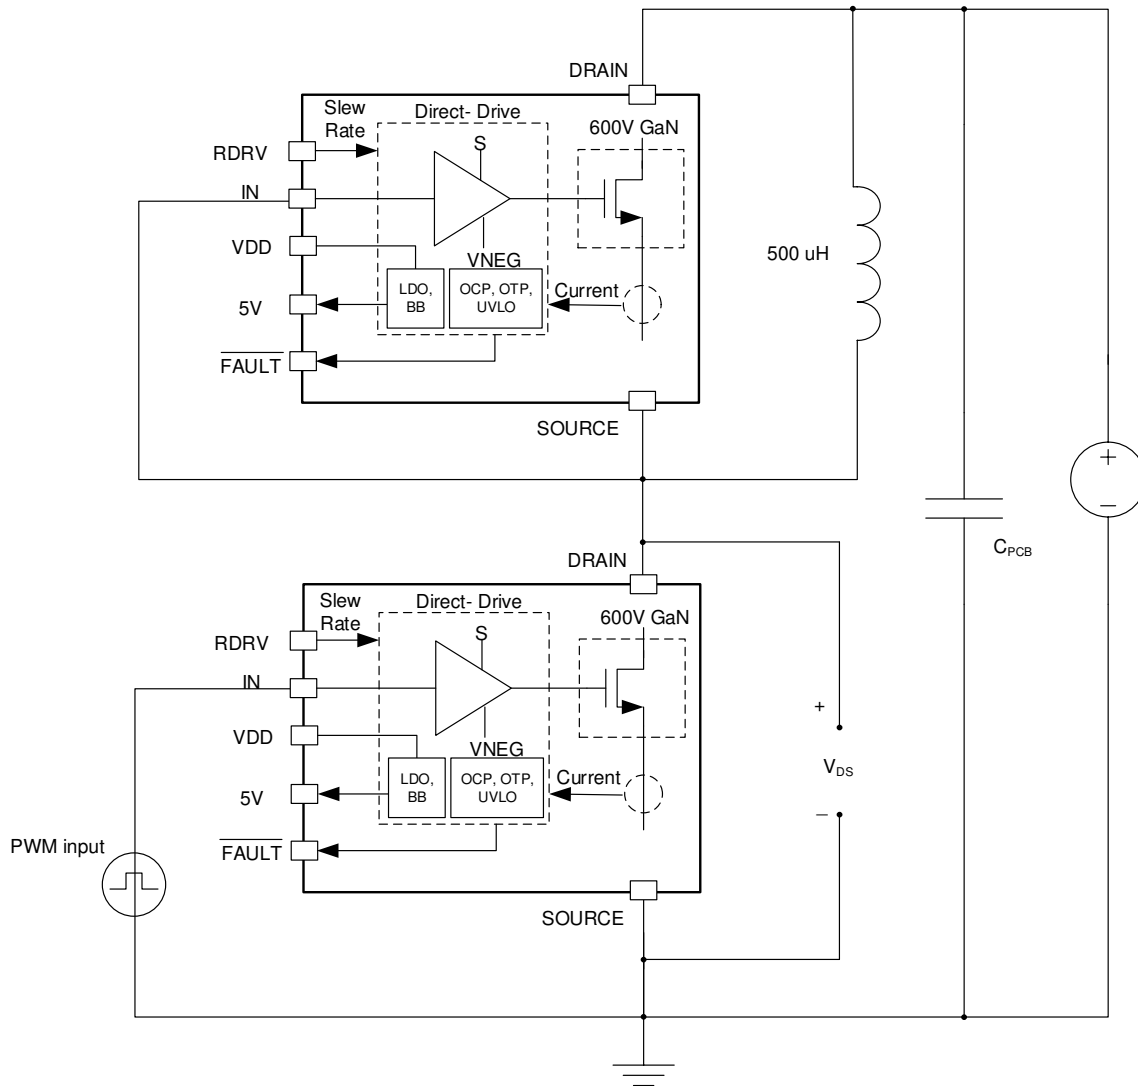 DRAIN
Slew
Rate
Direct- Drive
600V GaN
RDRV
S
IN
VDD
VNEG
LDO,
BB
OCP, OTP,
UVLO
Current
5V
FAULT
SOURCE
500 uH
+
−
CPCB
DRAIN
Slew
Rate
Direct- Drive
600V GaN
RDRV
S
IN
VDD
VNEG
LDO,
BB
OCP, OTP,
UVLO
Current
5V
FAULT
SOURCE
+
VDS
−
PWM input